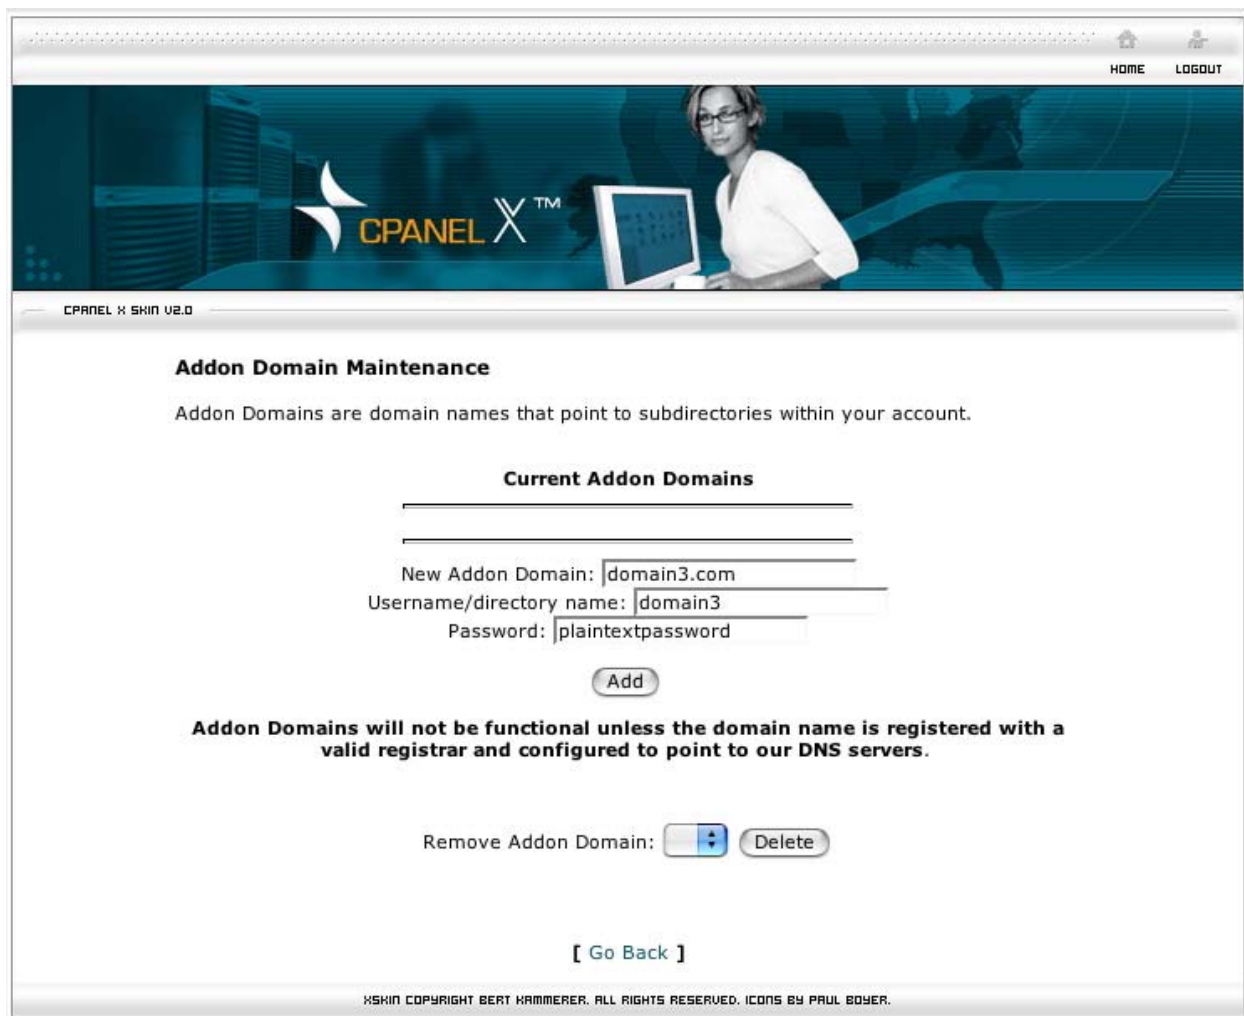 HOME LOGOUT
CPANEL X ™
CPANEL X SKIN V2.0
Addon Domain Maintenance
Addon Domains are domain names that point to subdirectories within your account.
Current Addon Domains
New Addon Domain: domain3.com
Username/directory name: domain3
Password: plaintextpassword
Add
Addon Domains will not be functional unless the domain name is registered with a
valid registrar and configured to point to our DNS servers.
Remove Addon Domain: Delete
[ Go Back ]
XSKIN COPYRIGHT BERT KAMMERER. ALL RIGHTS RESERVED. ICONS BY PAUL BOYER.